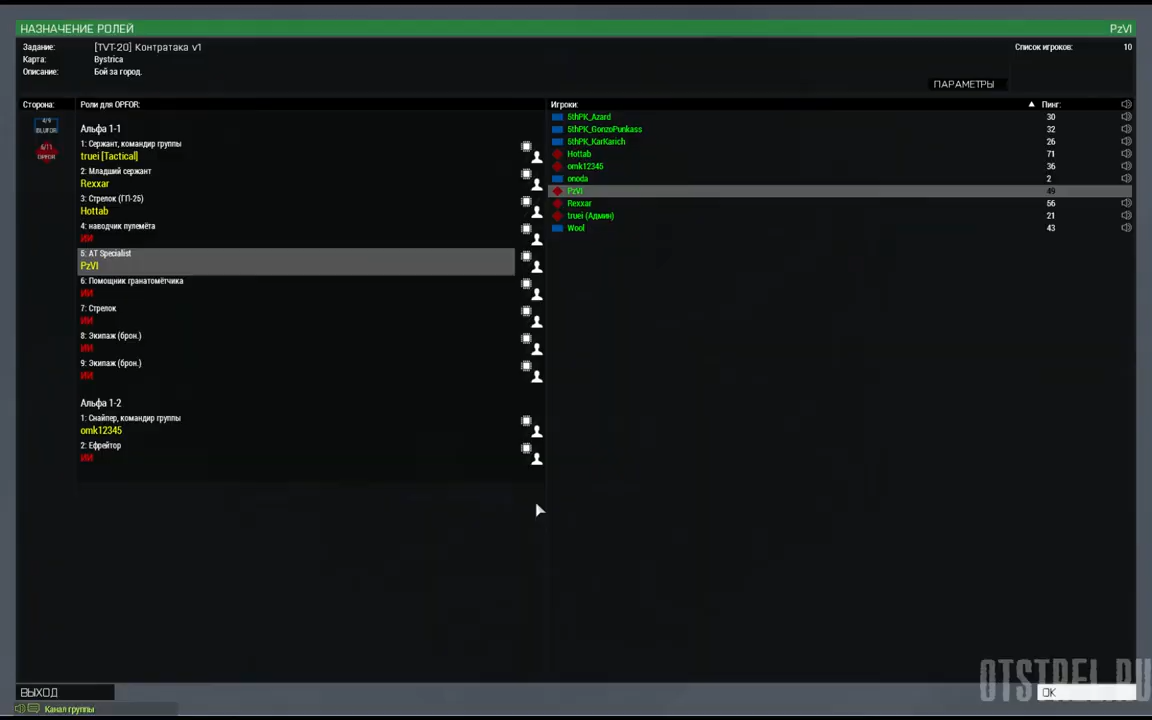 НАЗНАЧЕНИЕ РОЛЕЙ PzVI
Задание: [TVT-20] Контратака v1 Список игроков: 10
Карта: Bystrica
Описание: Бой за город.
ПАРАМЕТРЫ
Сторона: Роли для OPFOR: Игроки: Пинг:
4/9
BLUFOR
OPFOR
Альфа 1-1
1: Сержант, командир группы
truei [Tactical]
2: Младший сержант
Rexxar
3: Стрелок (ГП-25)
Hottab
4: наводчик пулемёта
ИИ
5: AT Specialist
PzVI
6: Помощник гранатомётчика
ИИ
7: Стрелок
ИИ
8: Экипаж (брон.)
ИИ
9: Экипаж (брон.)
ИИ
Альфа 1-2
1: Снайпер, командир группы
omk12345
2: Ефрейтор
ИИ
5thPK_Azard 30
5thPK_GonzoPunkass 32
5thPK_KarKarich 26
Hottab 71
omk12345 36
onoda 2
PzVI 49
Rexxar 56
truei (Админ) 21
Wool 43
OTSTREL.RU
ВЫХОД OK
Канал группы